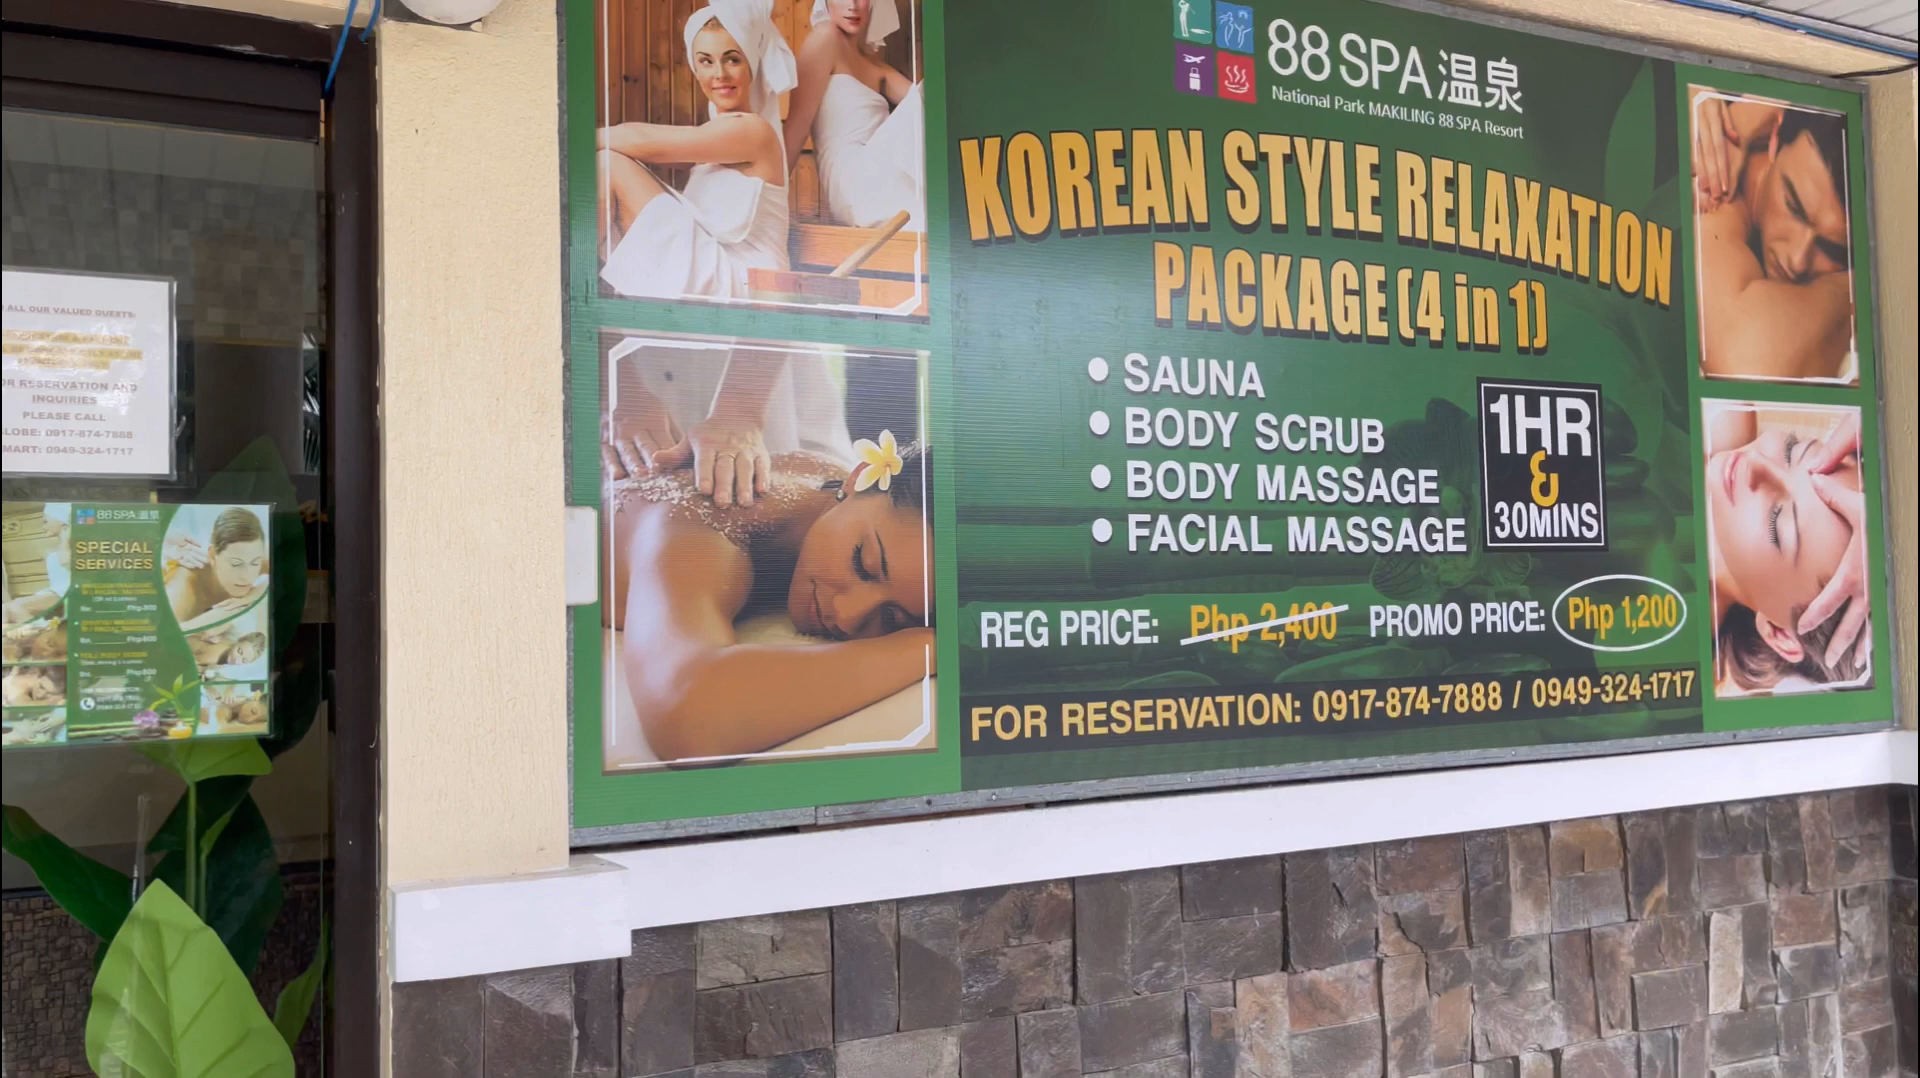 88 SPA 温泉
National Park MAKILING 88 SPA Resort
KOREAN STYLE RELAXATION
PACKAGE (4 in 1)
• SAUNA
• BODY SCRUB
• BODY MASSAGE
• FACIAL MASSAGE
1HR
&
30MINS
REG PRICE: Php 2,400 PROMO PRICE: Php 1,200
FOR RESERVATION: 0917-874-7888 / 0949-324-1717
ALL OUR VALUED GUESTS:
RESERVATION AND
INQUIRIES
PLEASE CALL
LOBE: 0917-874-7888
MART: 0949-324-1717
88 SPA 温泉
SPECIAL
SERVICES